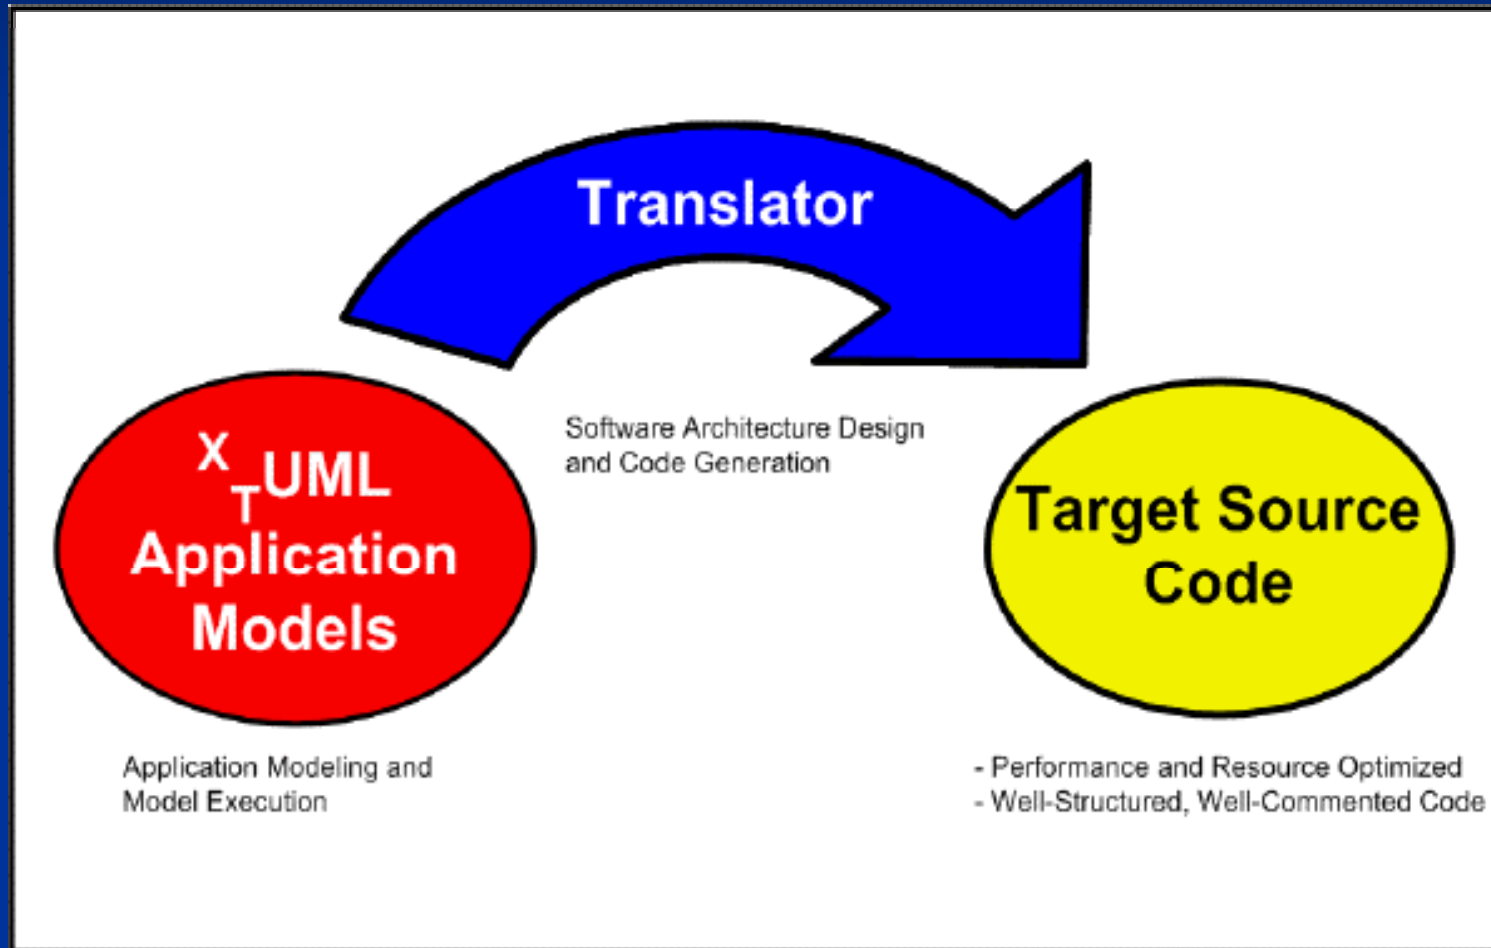 Translator
X
TUML
Application
Models
Software Architecture Design
and Code Generation
Target Source
Code
Application Modeling and
Model Execution
- Performance and Resource Optimized
- Well-Structured, Well-Commented Code